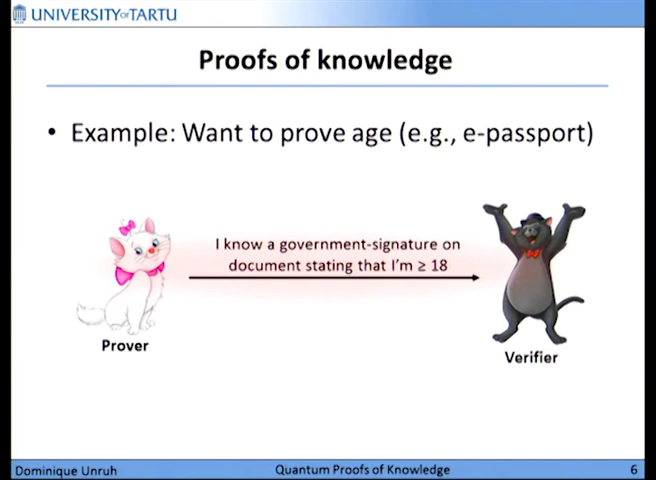 UNIVERSITY OF TARTU
Proofs of knowledge
• Example: Want to prove age (e.g., e-passport)
I know a government-signature on
document stating that I'm ≥ 18
Prover
Verifier
Dominique Unruh
Quantum Proofs of Knowledge
6